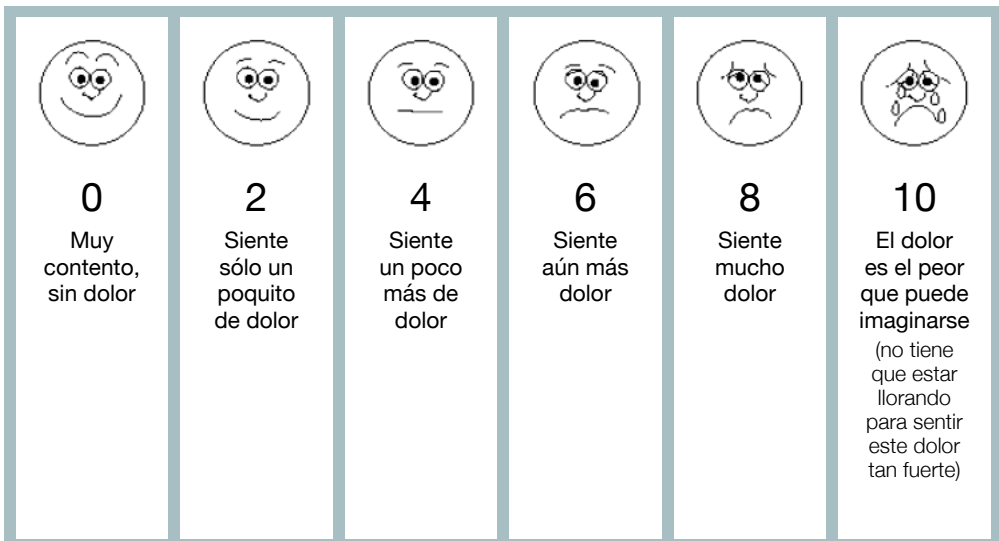 0
Muy
contento,
sin dolor
2
Siente
sólo un
poquito
de dolor
4
Siente
un poco
más de
dolor
6
Siente
aún más
dolor
8
Siente
mucho
dolor
10
El dolor
es el peor
que puede
imaginarse
(no tiene
que estar
llorando
para sentir
este dolor
tan fuerte)